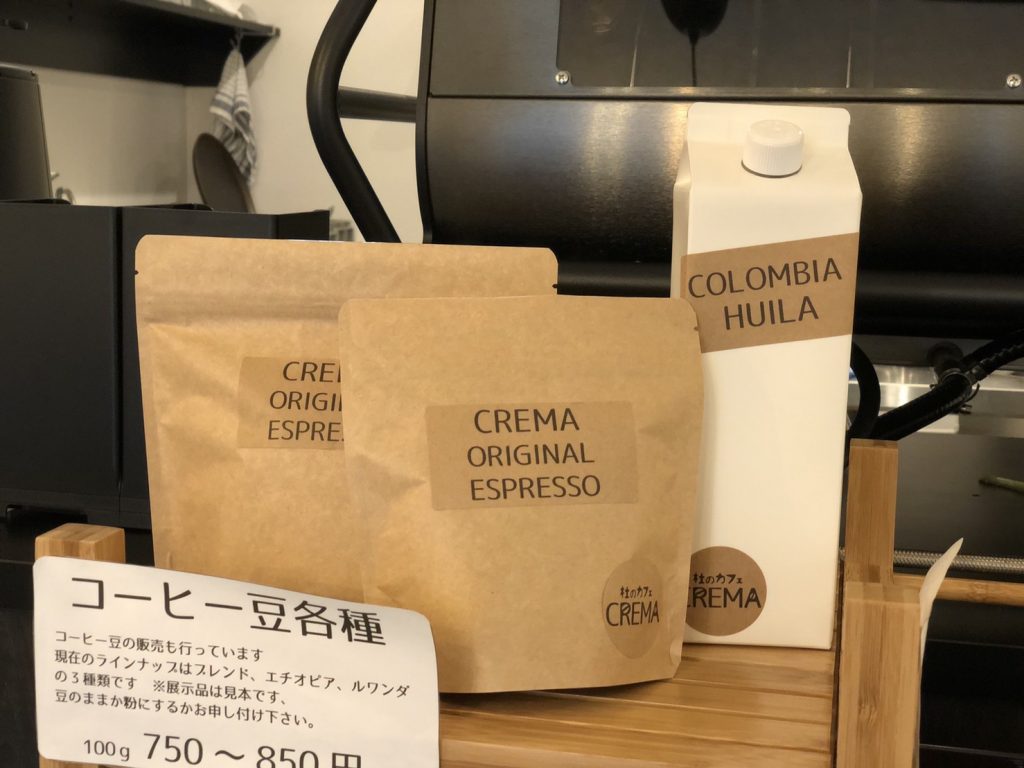 COLOMBIA
HUILA
CREMA
ORIGINAL
ESPRESSO
CREMA
ORIGINAL
ESPRESSO
杜のカフェ
CREMA
杜のカフェ
CREMA
コーヒー豆各種
コーヒー豆の販売も行っています
現在のラインナップはブレンド、エチオピア、ルワンダ
の3種類です ※展示品は見本です、
豆のままか粉にするかお申し付け下さい。
100g 750～850円